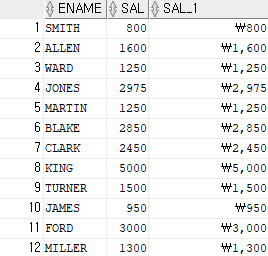 ENAME SAL SAL_1
1 SMITH 800 ₩800
2 ALLEN 1600 ₩1,600
3 WARD 1250 ₩1,250
4 JONES 2975 ₩2,975
5 MARTIN 1250 ₩1,250
6 BLAKE 2850 ₩2,850
7 CLARK 2450 ₩2,450
8 KING 5000 ₩5,000
9 TURNER 1500 ₩1,500
10 JAMES 950 ₩950
11 FORD 3000 ₩3,000
12 MILLER 1300 ₩1,300